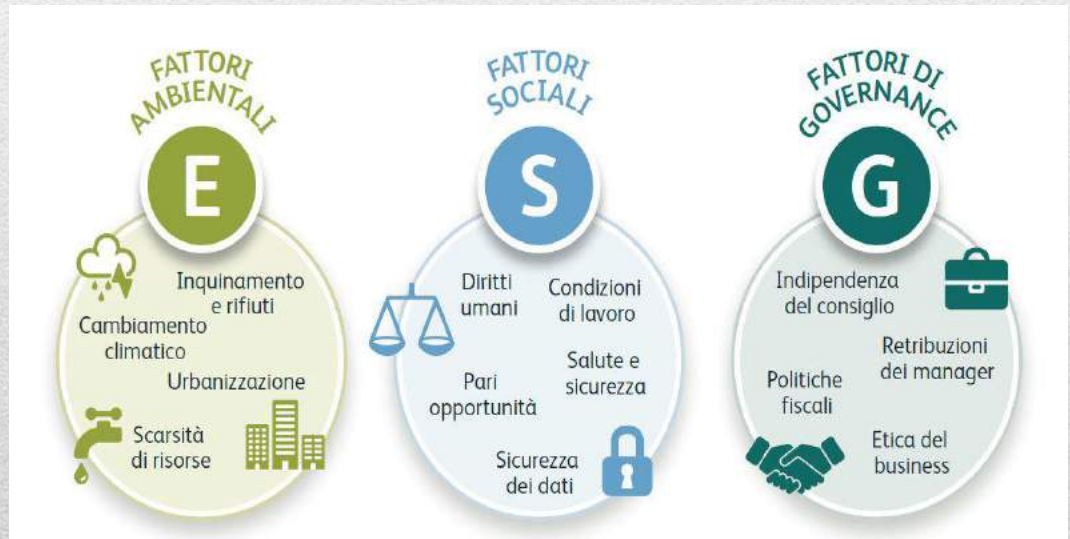 FATTORI
AMBIENTALI
E
Inquinamento
e rifiuti
Cambiamento
climatico
Urbanizzazione
Scarsità
di risorse
FATTORI
SOCIALI
S
Diritti
umani
Condizioni
di lavoro
Salute e
sicurezza
Pari
opportunità
Sicurezza
dei dati
FATTORI DI
GOVERNANCE
G
Indipendenza
del consiglio
Retribuzioni
dei manager
Politiche
fiscali
Etica del
business